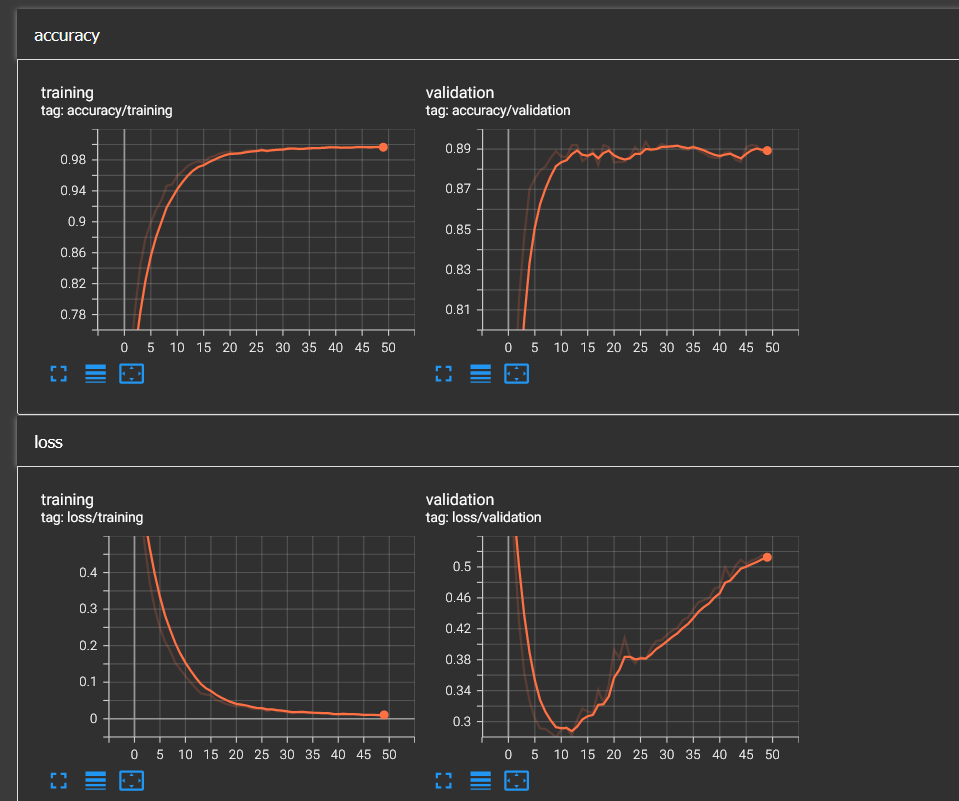 accuracy
training
tag: accuracy/training
0.98
0.94
0.9
0.86
0.82
0.78
0 5 10 15 20 25 30 35 40 45 50
validation
tag: accuracy/validation
0.89
0.87
0.85
0.83
0.81
0 5 10 15 20 25 30 35 40 45 50
loss
training
tag: loss/training
0.4
0.3
0.2
0.1
0
0 5 10 15 20 25 30 35 40 45 50
validation
tag: loss/validation
0.5
0.46
0.42
0.38
0.34
0.3
0 5 10 15 20 25 30 35 40 45 50